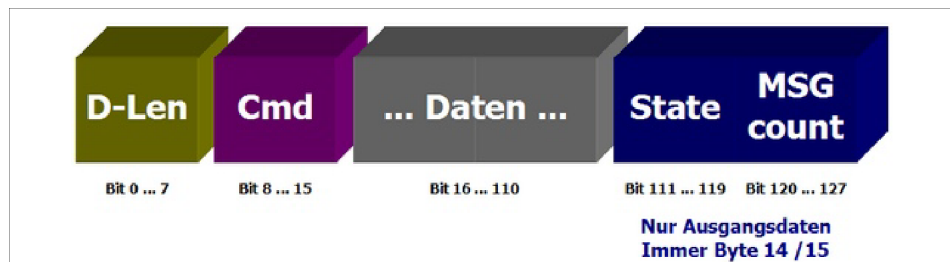 D-Len
Cmd
... Daten ...
State
MSG
count
Bit 0 ... 7
Bit 8 ... 15
Bit 16 ... 110
Bit 111 ... 119
Bit 120 ... 127
Nur Ausgangsdaten
Immer Byte 14 /15